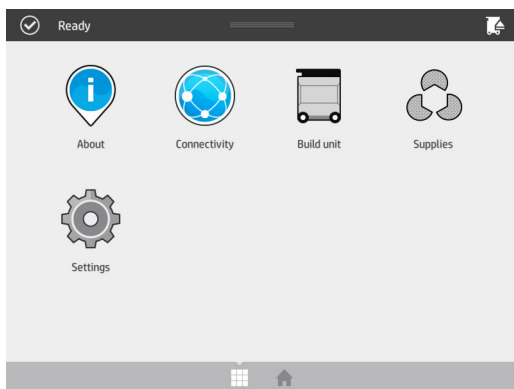 Ready
About
Connectivity
Build unit
Supplies
Settings